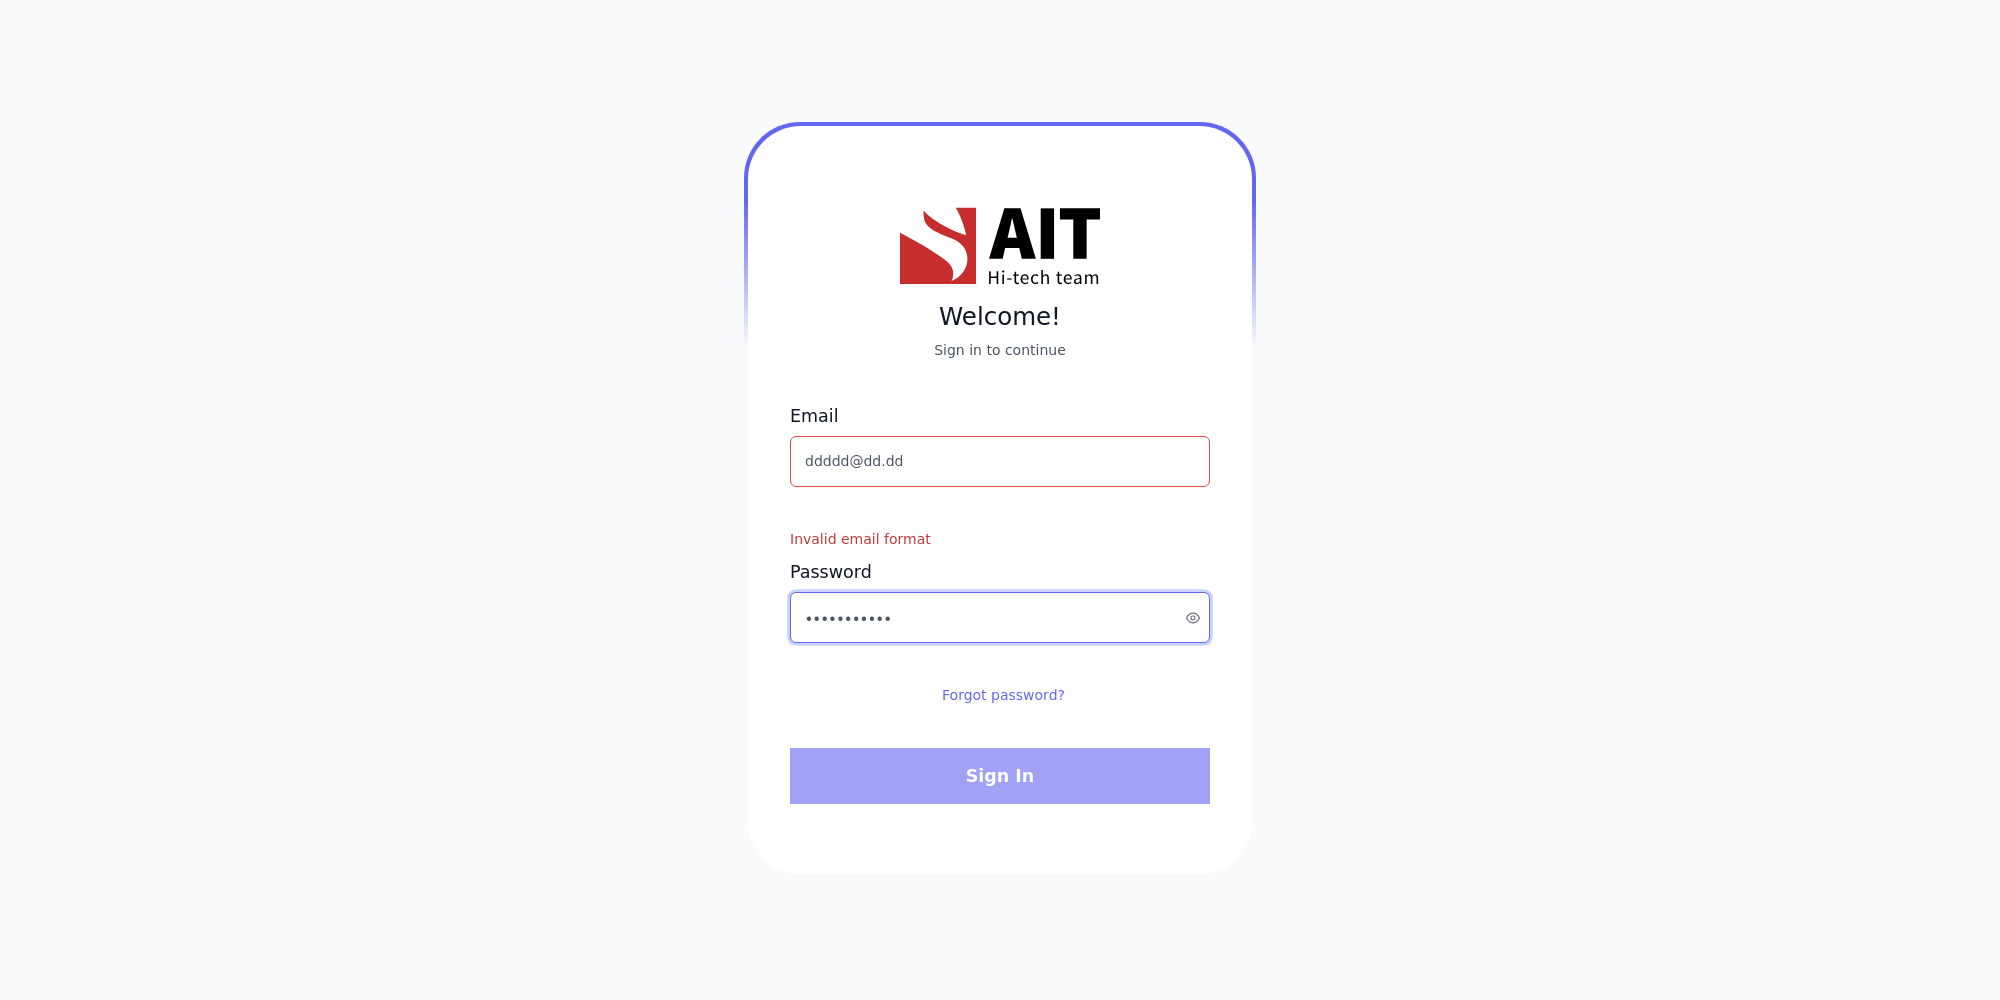 AIT
Hi-tech team
Welcome!
Sign in to continue
Email
ddddd@dd.dd
Invalid email format
Password
•••••••••••
Forgot password?
Sign In